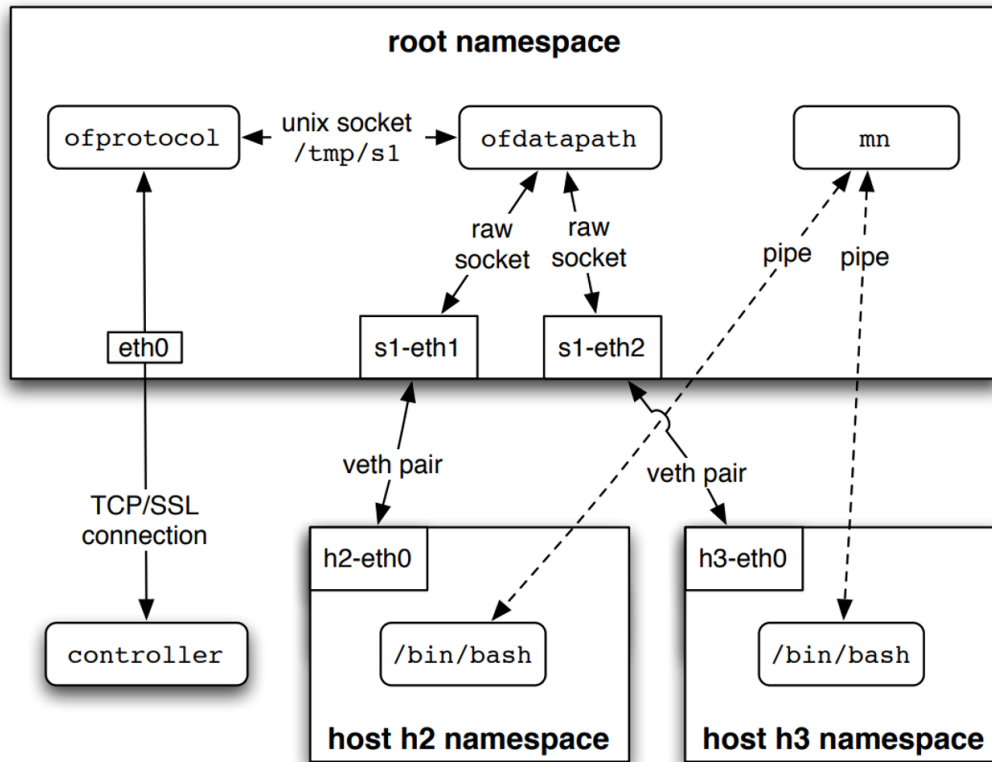 root namespace
ofprotocol
unix socket
/tmp/s1
ofdatapath
mn
raw
socket
raw
socket
pipe
pipe
eth0
s1-eth1
s1-eth2
veth pair
veth pair
TCP/SSL
connection
h2-eth0
h3-eth0
controller
/bin/bash
/bin/bash
host h2 namespace
host h3 namespace